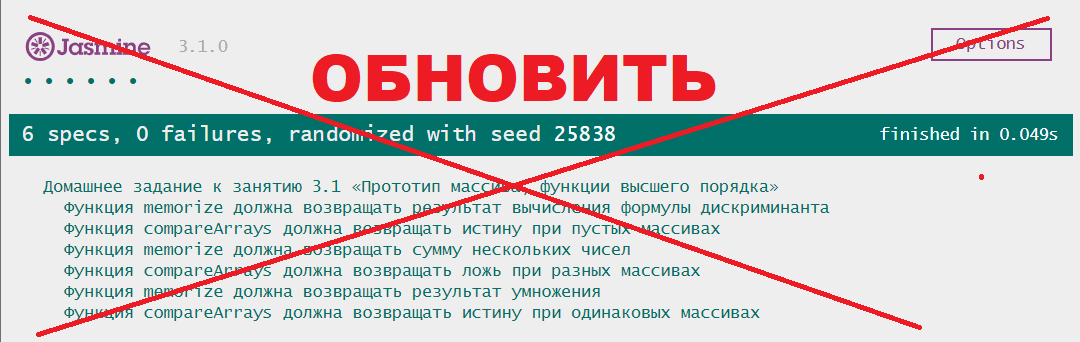 Jasmine 3.1.0 Options
ОБНОВИТЬ
6 specs, 0 failures, randomized with seed 25838 finished in 0.049s
Домашнее задание к занятию 3.1 «Прототип массива, функции высшего порядка»
Функция memorize должна возвращать результат вычисления формулы дискриминанта
Функция compareArrays должна возвращать истину при пустых массивах
Функция memorize должна возвращать сумму нескольких чисел
Функция compareArrays должна возвращать ложь при разных массивах
Функция memorize должна возвращать результат умножения
Функция compareArrays должна возвращать истину при одинаковых массивах